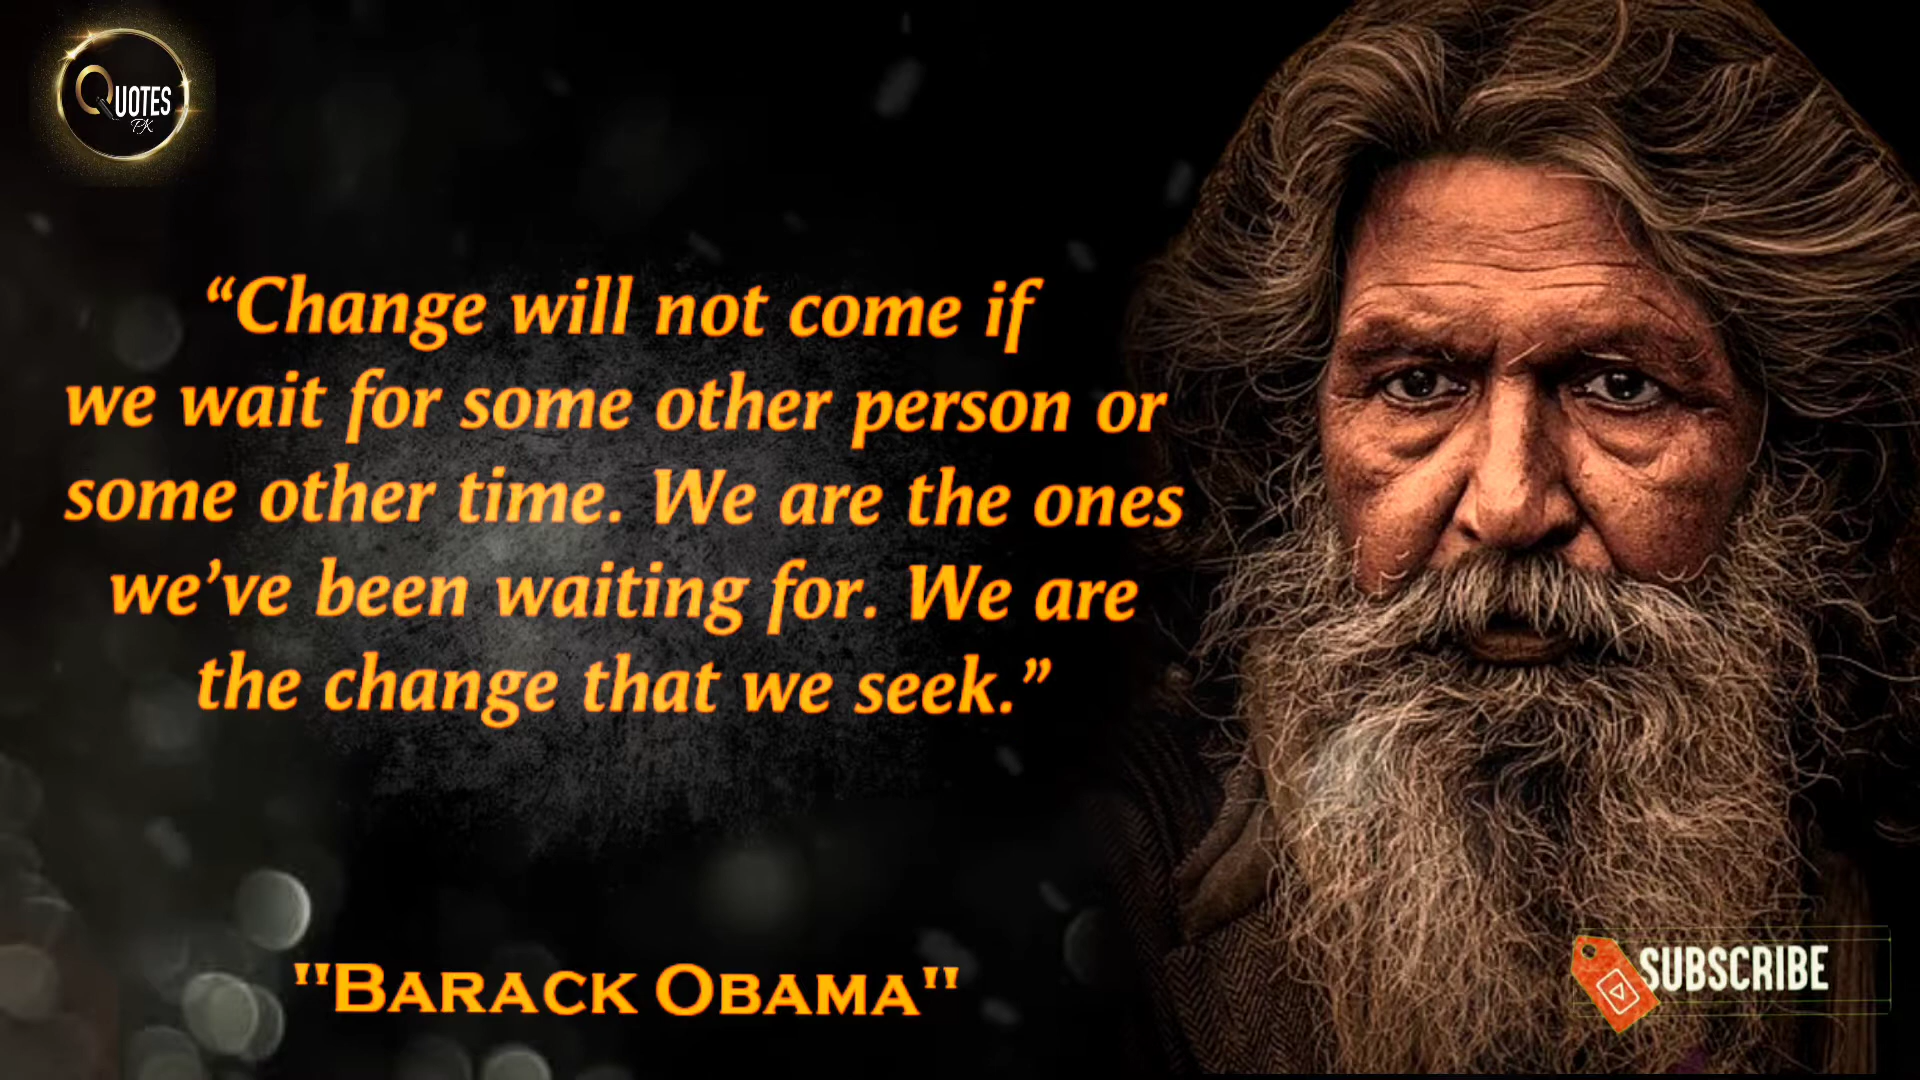 QUOTES
PK
“Change will not come if
we wait for some other person or
some other time. We are the ones
we’ve been waiting for. We are
the change that we seek.”
"BARACK OBAMA"
SUBSCRIBE